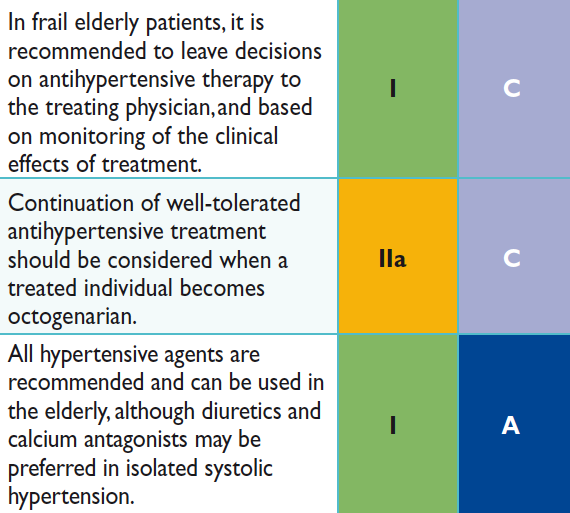 In frail elderly patients, it is
recommended to leave decisions
on antihypertensive therapy to
the treating physician, and based
on monitoring of the clinical
effects of treatment.
I
C
Continuation of well-tolerated
antihypertensive treatment
should be considered when a
treated individual becomes
octogenarian.
IIa
C
All hypertensive agents are
recommended and can be used in
the elderly, although diuretics and
calcium antagonists may be
preferred in isolated systolic
hypertension.
I
A